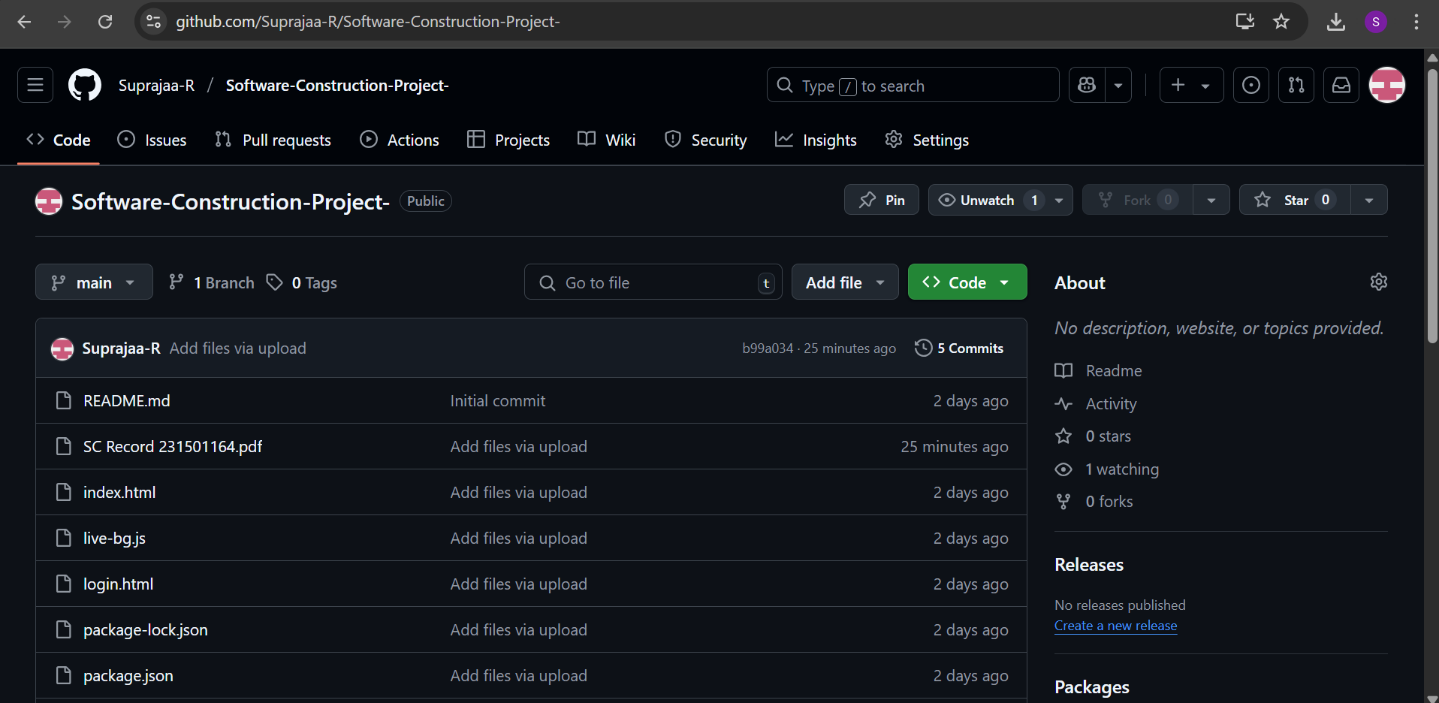 github.com/Suprajaa-R/Software-Construction-Project-
S
Suprajaa-R / Software-Construction-Project-
Type / to search
Code Issues Pull requests Actions Projects Wiki Security Insights Settings
Software-Construction-Project- Public
Pin Unwatch 1 Fork 0 Star 0
main 1 Branch 0 Tags
Go to file t Add file Code
Suprajaa-R Add files via upload b99a034 · 25 minutes ago 5 Commits
README.md Initial commit 2 days ago
SC Record 231501164.pdf Add files via upload 25 minutes ago
index.html Add files via upload 2 days ago
live-bg.js Add files via upload 2 days ago
login.html Add files via upload 2 days ago
package-lock.json Add files via upload 2 days ago
package.json Add files via upload 2 days ago
About
No description, website, or topics provided.
Readme
Activity
0 stars
1 watching
0 forks
Releases
No releases published
Create a new release
Packages